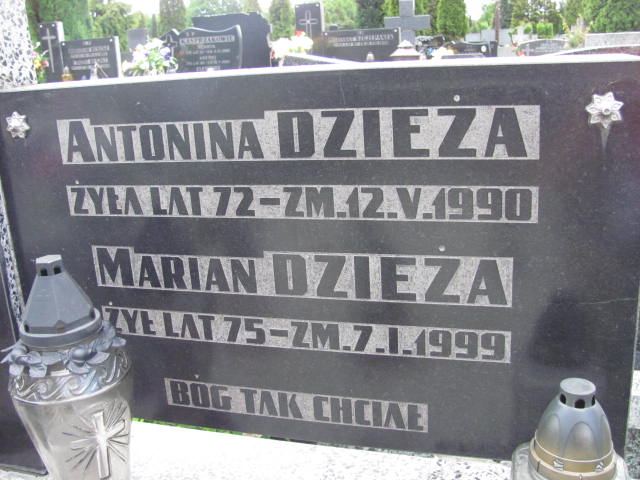 KASPRZAKOWIE
ANTONINA DZIEŻA
ŻYŁA LAT 72-ZM.12.V.1990
MARIAN DZIEŻA
ŻYŁ LAT 75-ZM.7.I.1999
BÓG TAK CHCIAŁ